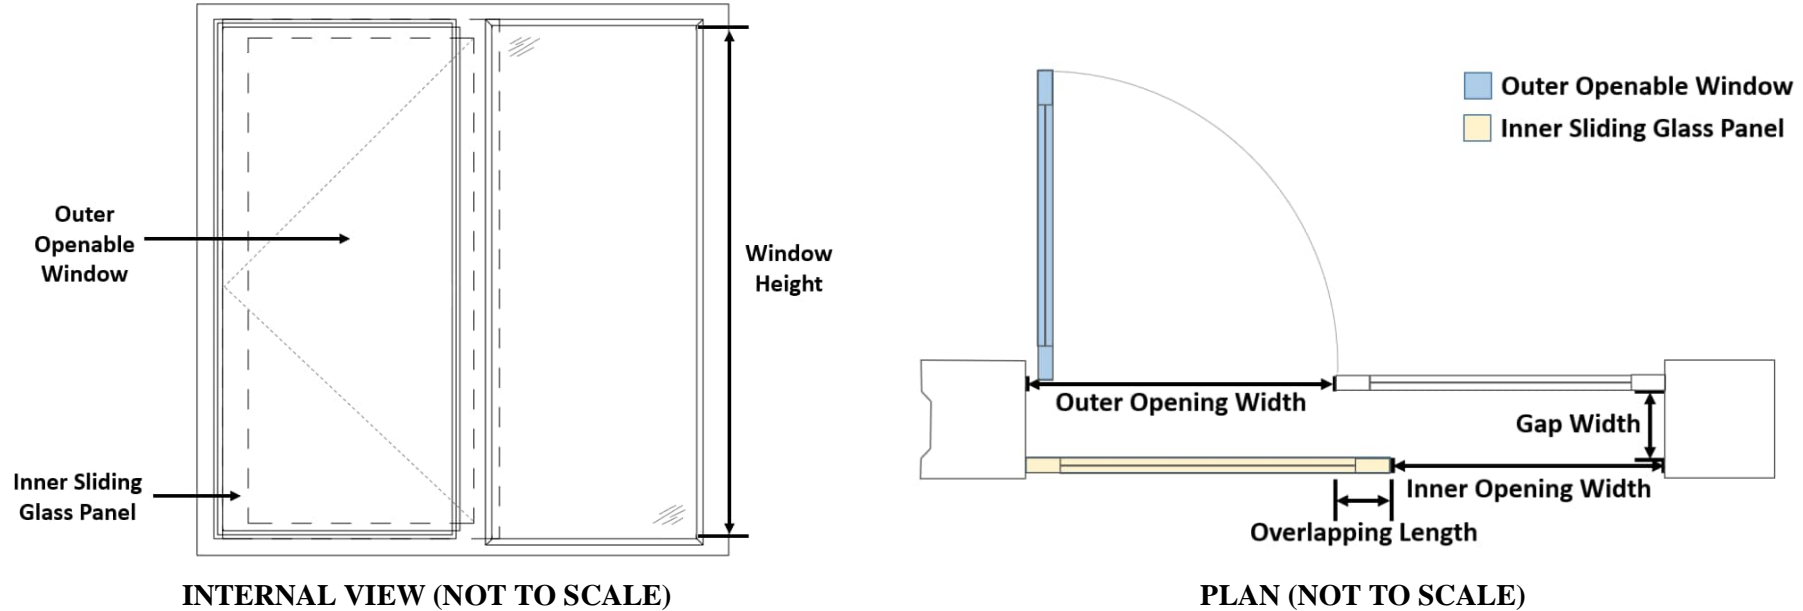 Outer
Openable
Window
Inner Sliding
Glass Panel
Window
Height
INTERNAL VIEW (NOT TO SCALE)
Outer Openable Window
Inner Sliding Glass Panel
Outer Opening Width
Gap Width
Inner Opening Width
Overlapping Length
PLAN (NOT TO SCALE)